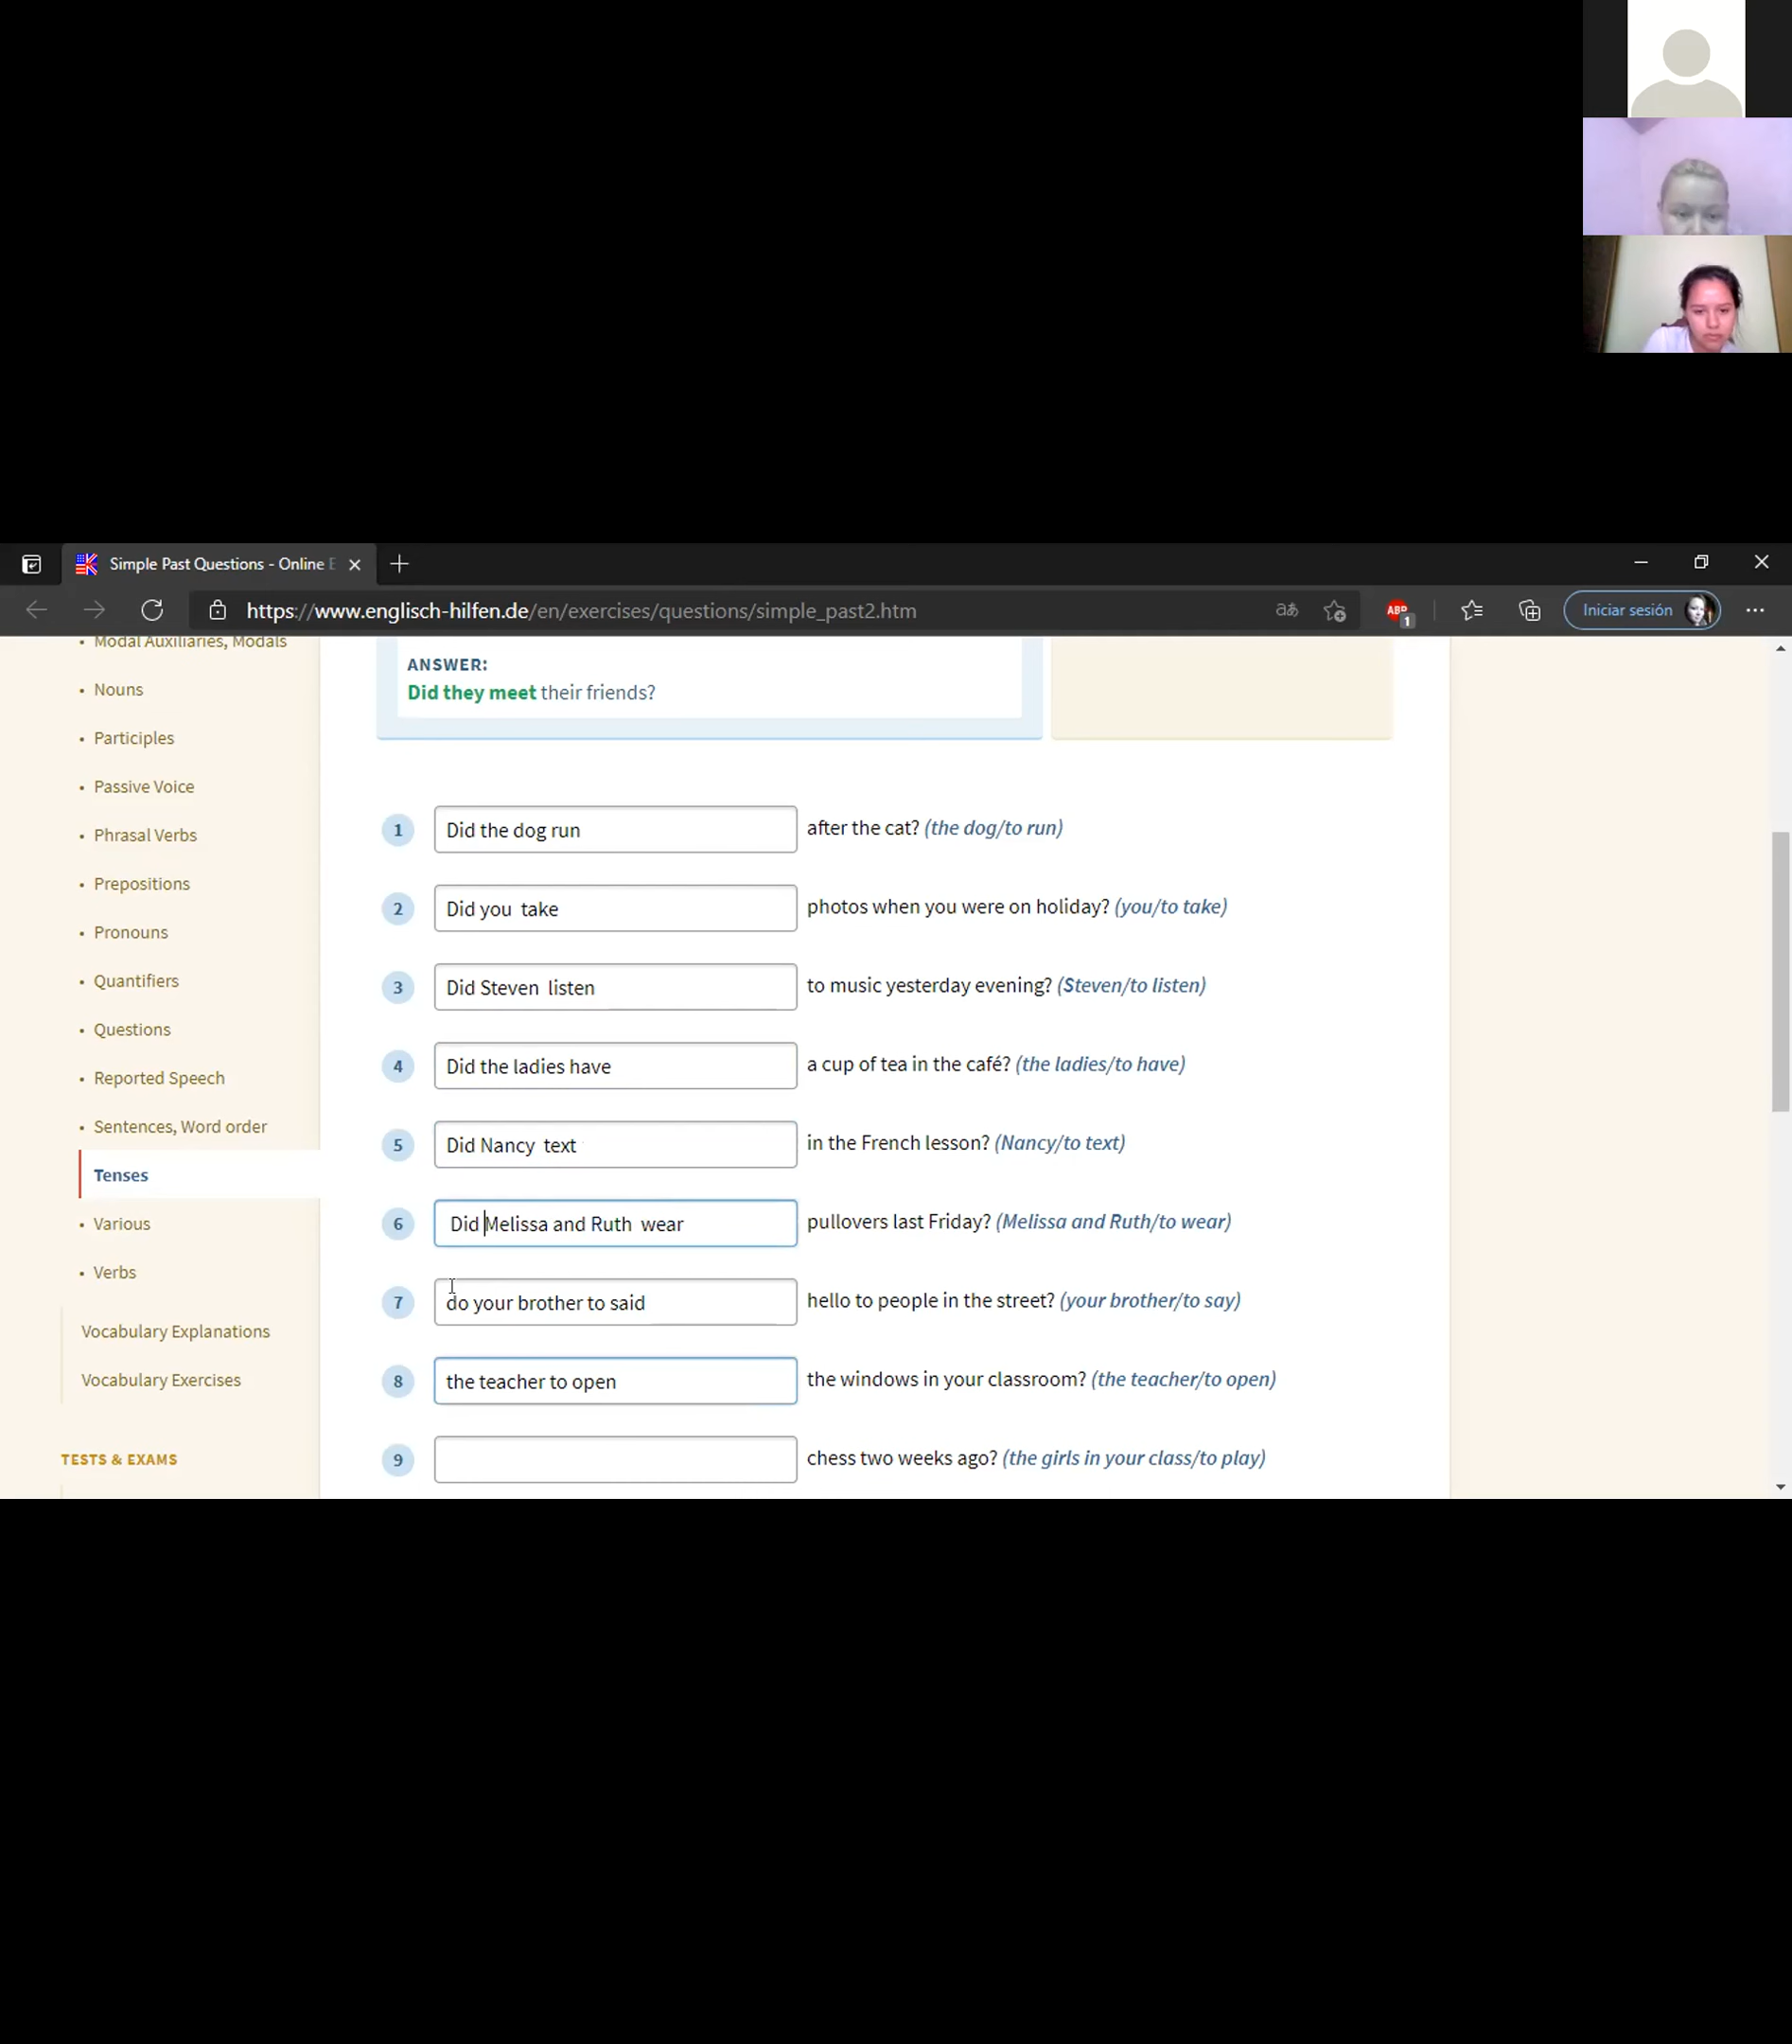 Simple Past Questions - Online E
https://www.englisch-hilfen.de/en/exercises/questions/simple_past2.htm
aあ
ABP
1
Iniciar sesión
Modal Auxiliaries, Modals
Nouns
Participles
Passive Voice
Phrasal Verbs
Prepositions
Pronouns
Quantifiers
Questions
Reported Speech
Sentences, Word order
Tenses
Various
Verbs
Vocabulary Explanations
Vocabulary Exercises
TESTS & EXAMS
ANSWER:
Did they meet their friends?
1 Did the dog run after the cat? (the dog/to run)
2 Did you take photos when you were on holiday? (you/to take)
3 Did Steven listen to music yesterday evening? (Steven/to listen)
4 Did the ladies have a cup of tea in the café? (the ladies/to have)
5 Did Nancy text in the French lesson? (Nancy/to text)
6 Did Melissa and Ruth wear pullovers last Friday? (Melissa and Ruth/to wear)
7 do your brother to said hello to people in the street? (your brother/to say)
8 the teacher to open the windows in your classroom? (the teacher/to open)
9 chess two weeks ago? (the girls in your class/to play)